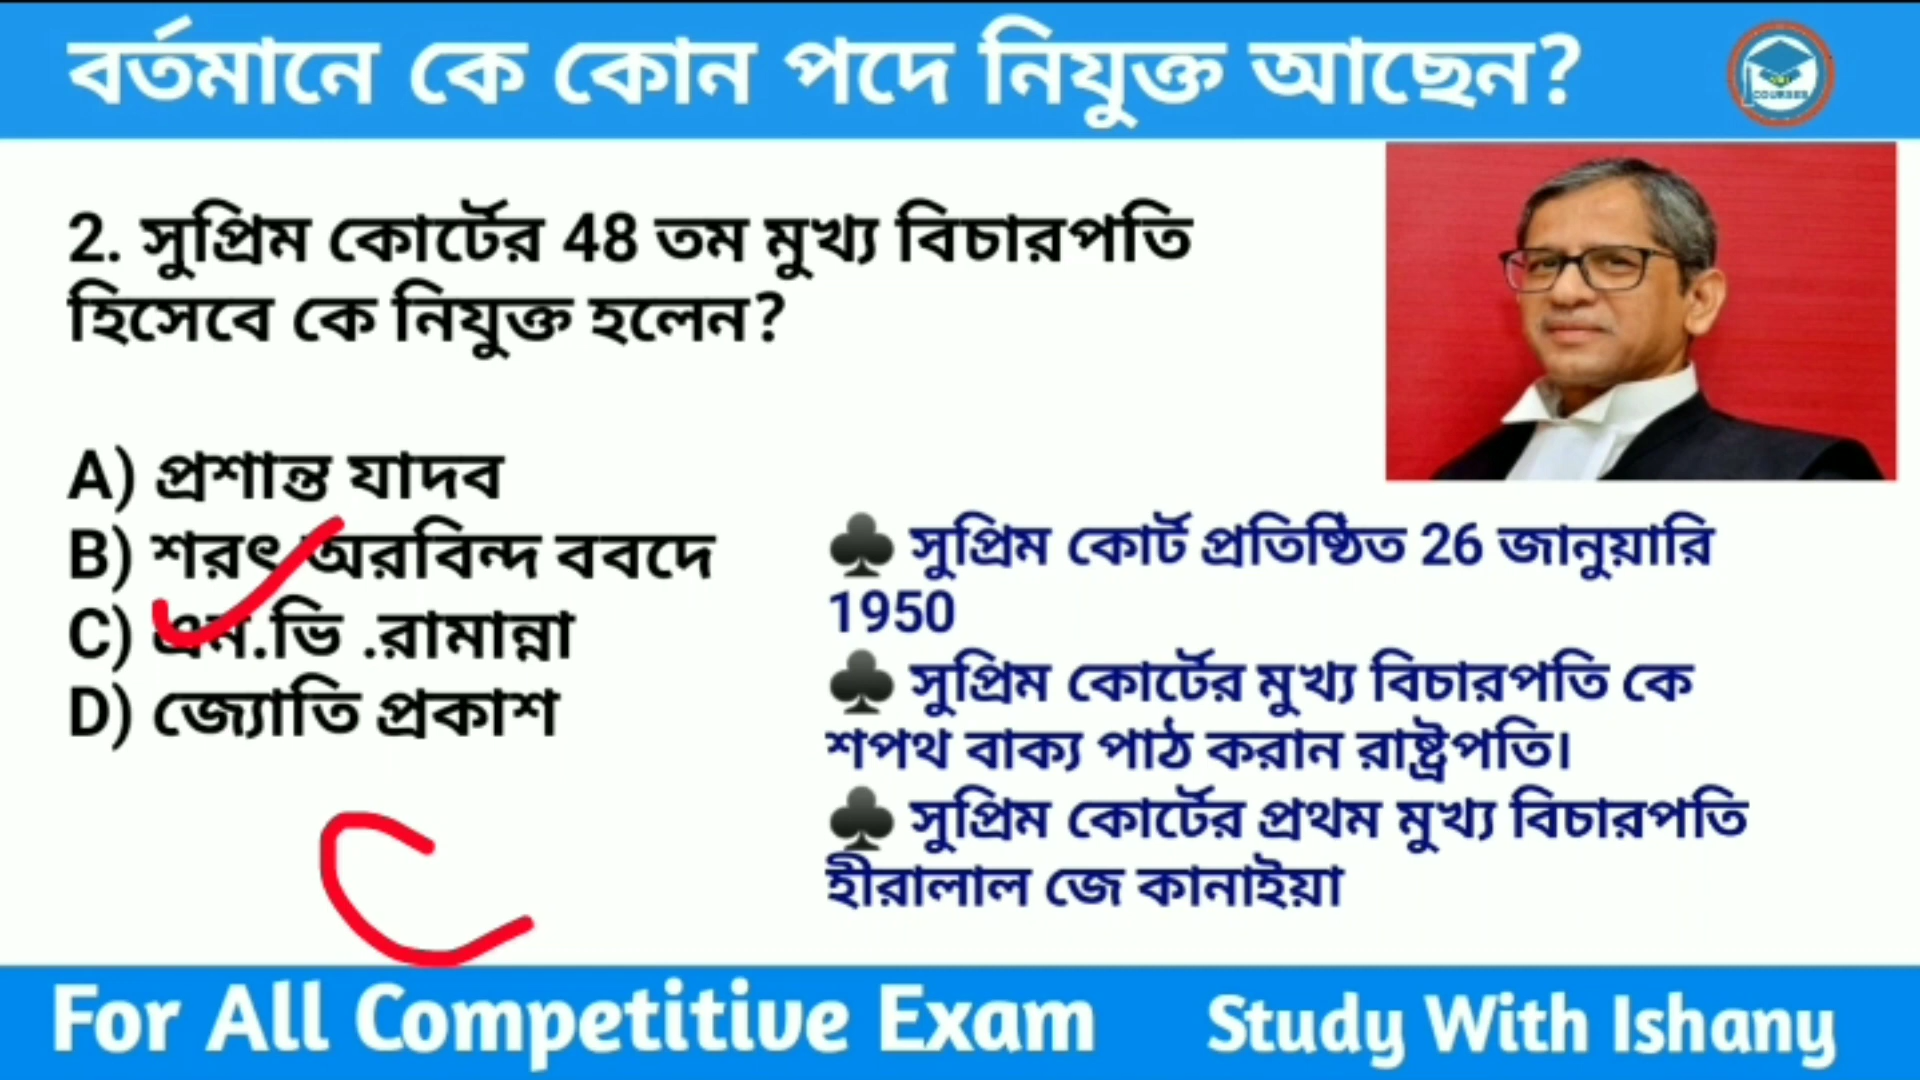 বর্তমানে কে কোন পদে নিযুক্ত আছেন?
COURSES
2. সুপ্রিম কোর্টের 48 তম মুখ্য বিচারপতি
হিসেবে কে নিযুক্ত হলেন?
A) প্রশান্ত যাদব
B) শরৎ অরবিন্দ ববদে
C) এন.ভি .রামান্না
D) জ্যোতি প্রকাশ
C
♣ সুপ্রিম কোর্ট প্রতিষ্ঠিত 26 জানুয়ারি
1950
♣ সুপ্রিম কোর্টের মুখ্য বিচারপতি কে
শপথ বাক্য পাঠ করান রাষ্ট্রপতি।
♣ সুপ্রিম কোর্টের প্রথম মুখ্য বিচারপতি
হীরালাল জে কানাইয়া
For All Competitive Exam
Study With Ishany